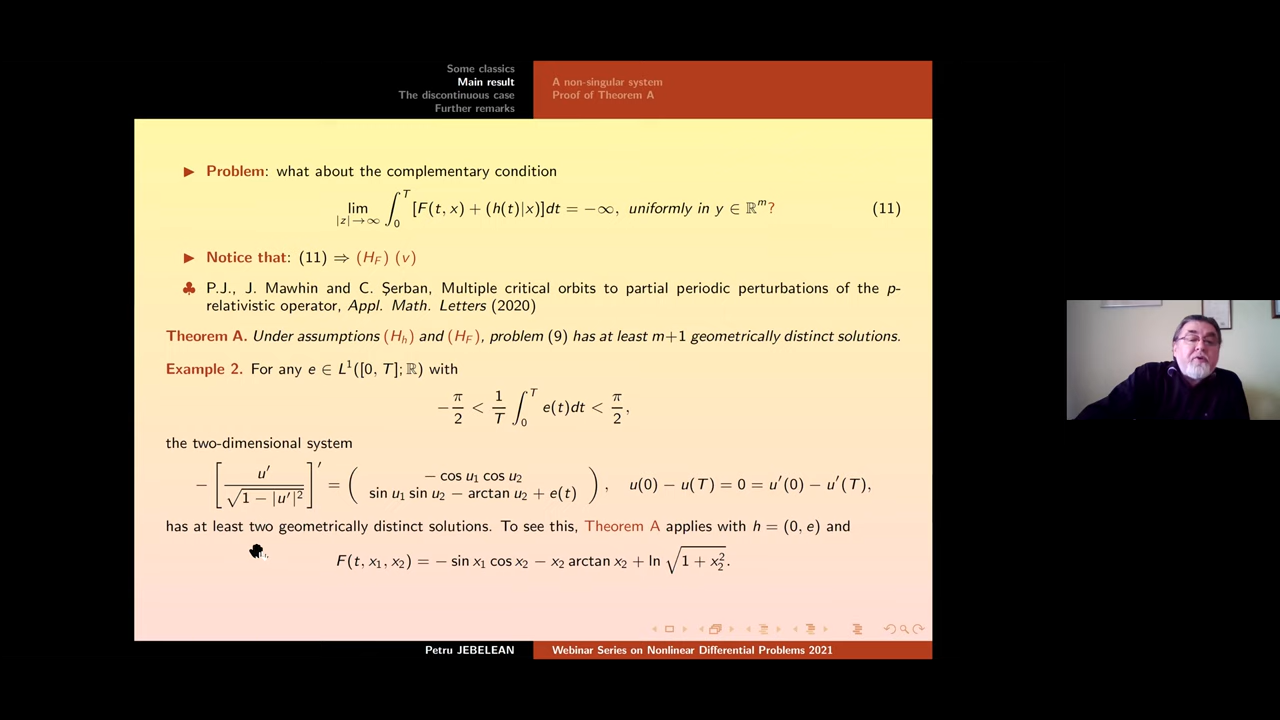 Some classics
Main result
The discontinuous case
Further remarks
A non-singular system
Proof of Theorem A
▶ Problem: what about the complementary condition
lim_{|z|→∞} ∫_0^T [F(t, x) + (h(t)|x)]dt = −∞, uniformly in y ∈ ℝ^m? (11)
▶ Notice that: (11) ⇒ (H_F) (v)
♣ P.J., J. Mawhin and C. Şerban, Multiple critical orbits to partial periodic perturbations of the p-
relativistic operator, Appl. Math. Letters (2020)
Theorem A. Under assumptions (H_h) and (H_F), problem (9) has at least m+1 geometrically distinct solutions.
Example 2. For any e ∈ L^1([0, T]; ℝ) with
−π/2 < 1/T ∫_0^T e(t)dt < π/2,
the two-dimensional system
−[u′/√(1 − |u′|^2)]′ = (− cos u_1 cos u_2 
sin u_1 sin u_2 − arctan u_2 + e(t)), u(0) − u(T) = 0 = u′(0) − u′(T),
has at least two geometrically distinct solutions. To see this, Theorem A applies with h = (0, e) and
F(t, x_1, x_2) = − sin x_1 cos x_2 − x_2 arctan x_2 + ln √(1 + x_2^2).
Petru JEBELEAN
Webinar Series on Nonlinear Differential Problems 2021